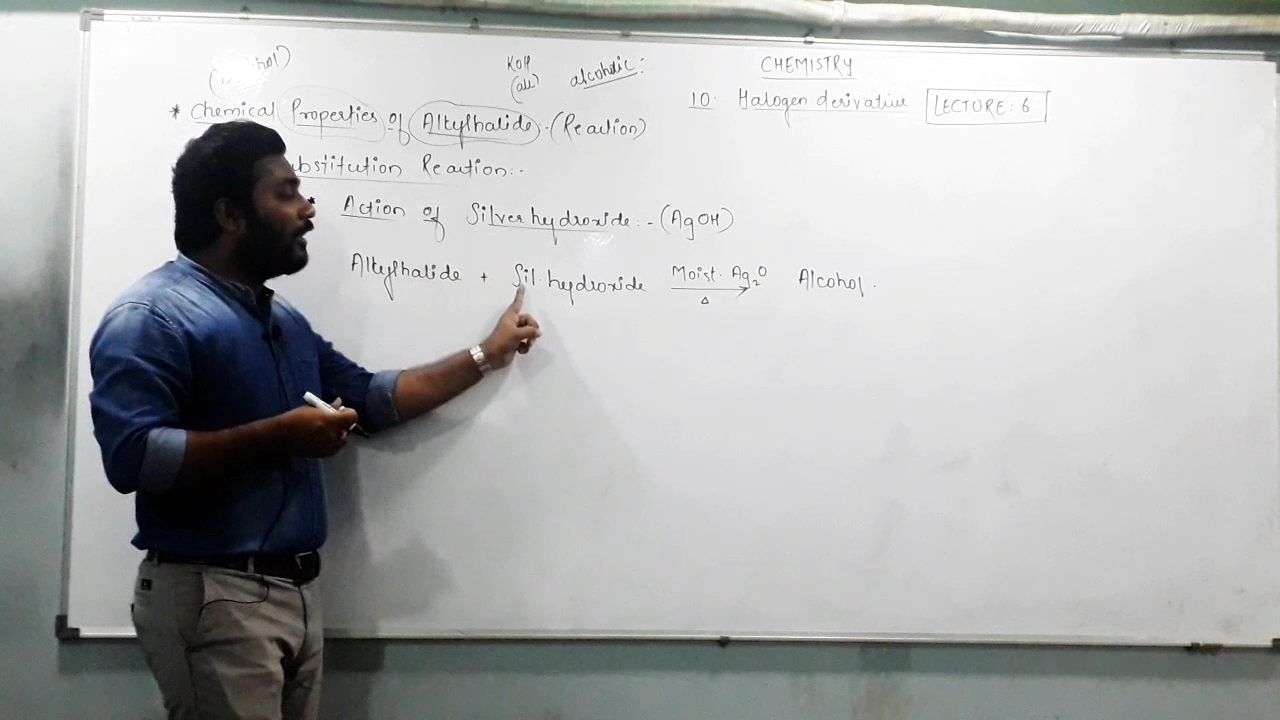 CHEMISTRY
10. Halogen derivative LECTURE: 6
KOH
(alc) alcoholic:
* Chemical Properties of Alkylhalide. (Reaction)
bstitution Reaction:-
* Action of Silver hydroxide:- (AgOH)
Alkylhalide + Sil. hydroxide Moist. Ag2O Alcohol.
Δ